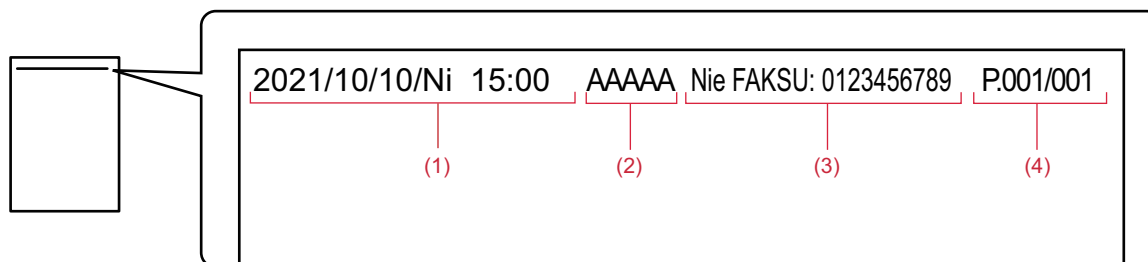 2021/10/10/Ni 15:00 AAAAA Nie FAKSU: 0123456789 P.001/001
(1) (2) (3) (4)